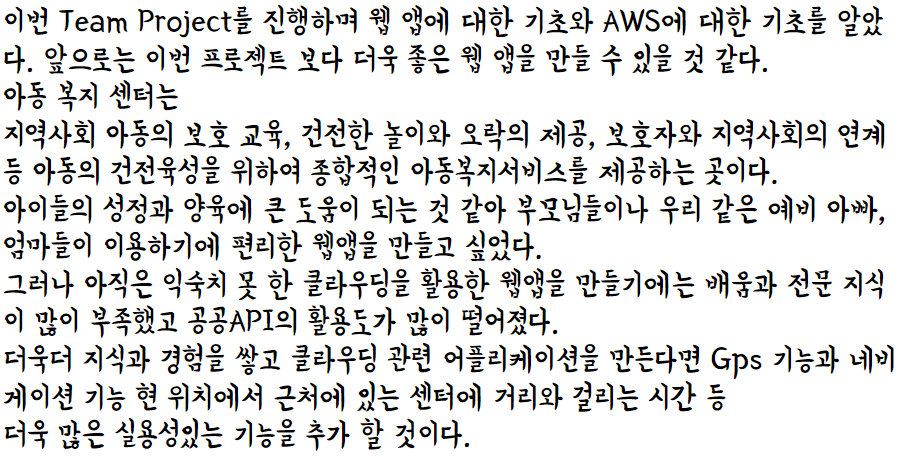 이번 Team Project를 진행하며 웹 앱에 대한 기초와 AWS에 대한 기초를 알았
다. 앞으로는 이번 프로젝트 보다 더욱 좋은 웹 앱을 만들 수 있을 것 같다.
아동 복지 센터는
지역사회 아동의 보호 교육, 건전한 놀이와 오락의 제공, 보호자와 지역사회의 연계
등 아동의 건전육성을 위하여 종합적인 아동복지서비스를 제공하는 곳이다.
아이들의 성정과 양육에 큰 도움이 되는 것 같아 부모님들이나 우리 같은 예비 아빠,
엄마들이 이용하기에 편리한 웹앱을 만들고 싶었다.
그러나 아직은 익숙치 못 한 클라우딩을 활용한 웹앱을 만들기에는 배움과 전문 지식
이 많이 부족했고 공공API의 활용도가 많이 떨어졌다.
더욱더 지식과 경험을 쌓고 클라우딩 관련 어플리케이션을 만든다면 Gps 기능과 네비
게이션 기능 현 위치에서 근처에 있는 센터에 거리와 걸리는 시간 등
더욱 많은 실용성있는 기능을 추가 할 것이다.